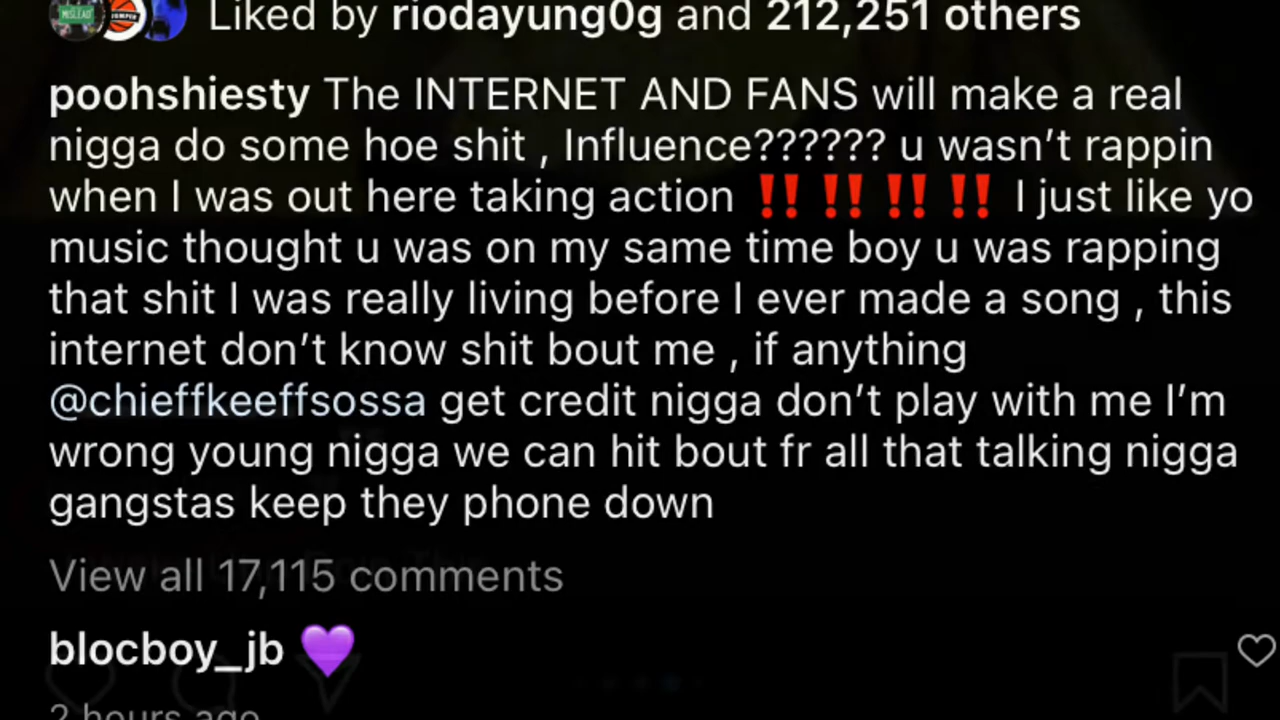 Liked by riodayung0g and 212,251 others
poohshiesty The INTERNET AND FANS will make a real
nigga do some hoe shit , Influence?????? u wasn’t rappin
when I was out here taking action ‼️ ‼️ ‼️ ‼️ I just like yo
music thought u was on my same time boy u was rapping
that shit I was really living before I ever made a song , this
internet don’t know shit bout me , if anything
@chieffkeeffsossa get credit nigga don’t play with me I’m
wrong young nigga we can hit bout fr all that talking nigga
gangstas keep they phone down
View all 17,115 comments
blocboy_jb 💜
2 hours ago